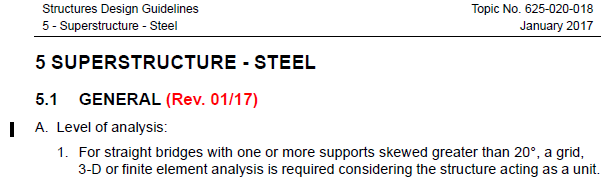 Structures Design Guidelines Topic No. 625-020-018
5 - Superstructure - Steel January 2017
5 SUPERSTRUCTURE - STEEL
5.1 GENERAL (Rev. 01/17)
A. Level of analysis:
1. For straight bridges with one or more supports skewed greater than 20°, a grid,
3-D or finite element analysis is required considering the structure acting as a unit.